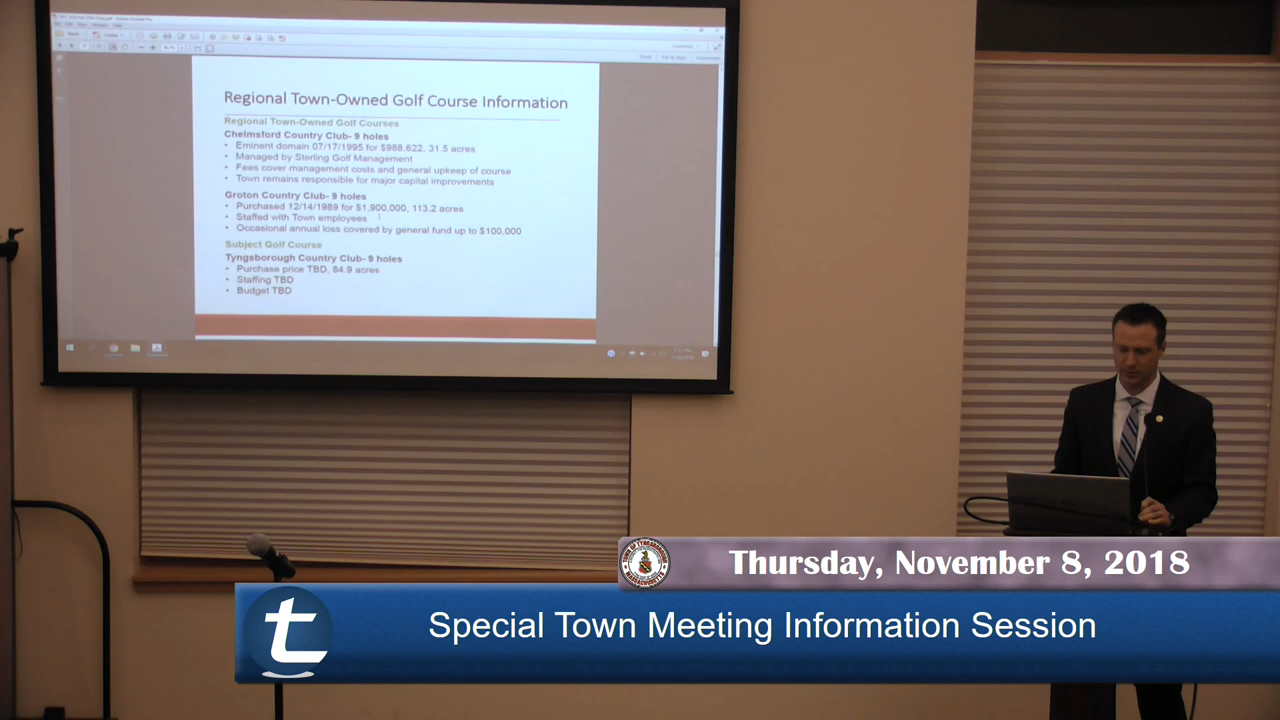 Regional Town-Owned Golf Course Information
Regional Town-Owned Golf Courses
Chelmsford Country Club- 9 holes
• Eminent domain 07/17/1995 for $988,622, 31.5 acres
• Managed by Sterling Golf Management
• Fees cover management costs and general upkeep of course
• Town remains responsible for major capital improvements
Groton Country Club- 9 holes
• Purchased 12/14/1989 for $1,900,000, 113.2 acres
• Staffed with Town employees
• Occasional annual loss covered by general fund up to $100,000
Subject Golf Course
Tyngsborough Country Club- 9 holes
• Purchase price TBD, 84.9 acres
• Staffing TBD
• Budget TBD
Thursday, November 8, 2018
t
Special Town Meeting Information Session